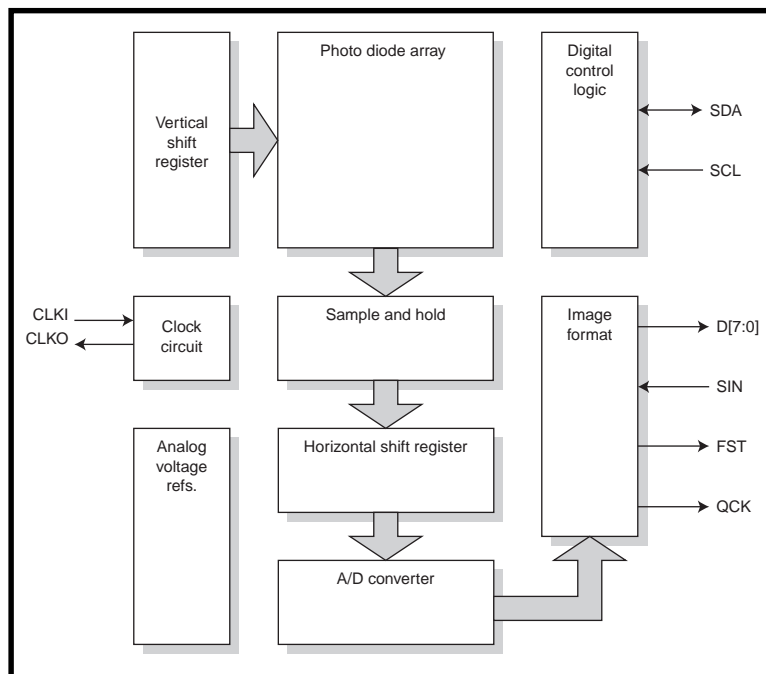 Photo diode array
Digital
control
logic
Vertical
shift
register
SDA
SCL
CLKI
CLKO
Clock
circuit
Sample and hold
Image
format
D[7:0]
SIN
FST
QCK
Analog
voltage
refs.
Horizontal shift register
A/D converter